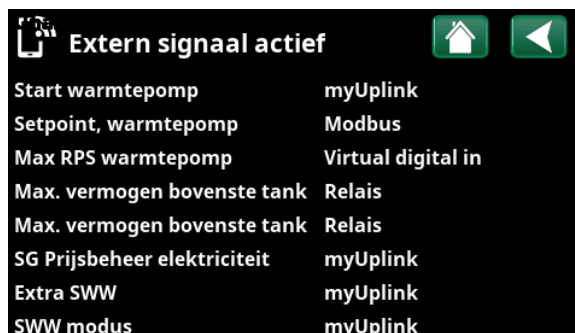 Extern signaal actief
Start warmtepomp myUplink
Setpoint, warmtepomp Modbus
Max RPS warmtepomp Virtual digital in
Max. vermogen bovenste tank Relais
Max. vermogen bovenste tank Relais
SG Prijsbeheer elektriciteit myUplink
Extra SWW myUplink
SWW modus myUplink